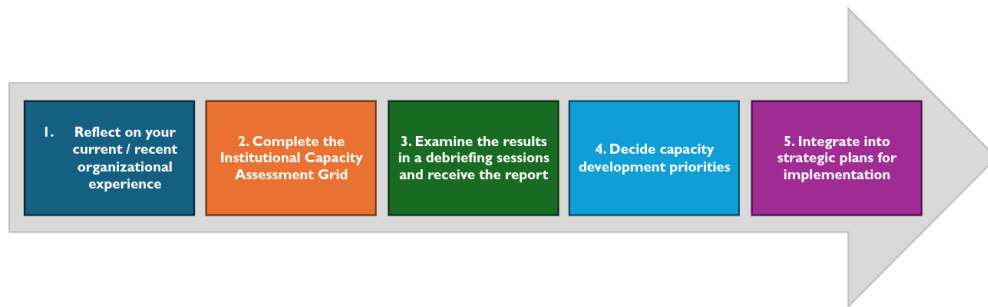 1. Reflect on your
current / recent
organizational
experience
2. Complete the
Institutional Capacity
Assessment Grid
3. Examine the results
in a debriefing sessions
and receive the report
4. Decide capacity
development priorities
5. Integrate into
strategic plans for
implementation